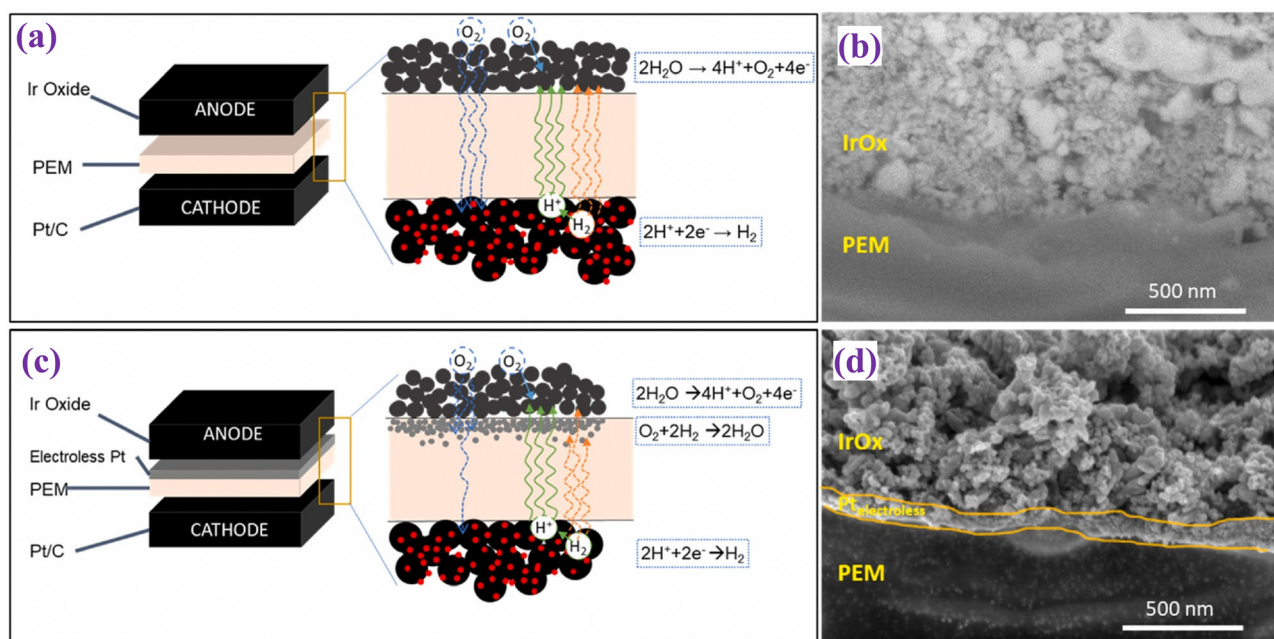 (a)
O₂
O₂
Ir Oxide
ANODE
2H₂O → 4H⁺+O₂+4e⁻
PEM
CATHODE
Pt/C
H⁺
H₂
2H⁺+2e⁻ → H₂
(b)
IrOx
PEM
500 nm
(c)
O₂
O₂
Ir Oxide
ANODE
2H₂O →4H⁺+O₂+4e⁻
O₂+2H₂ →2H₂O
Electroless Pt
PEM
CATHODE
Pt/C
H⁺
H₂
2H⁺+2e⁻→H₂
(d)
IrOx
Pt electroless
PEM
500 nm